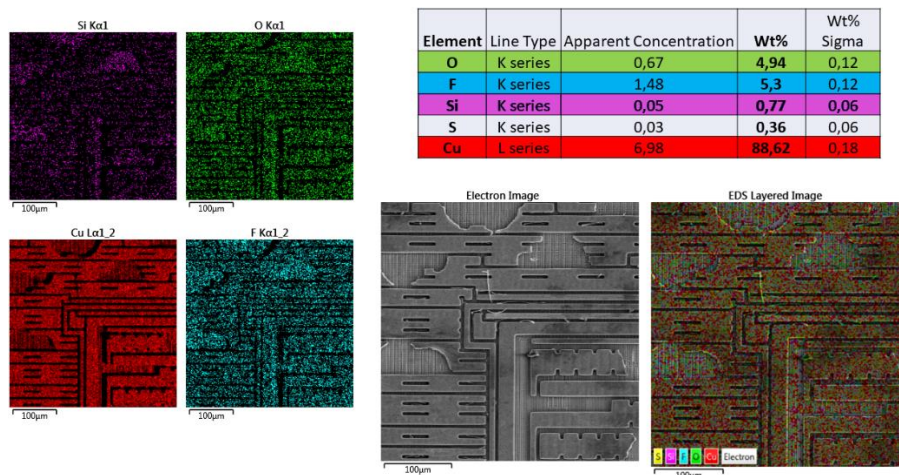 Si Kα1
O Kα1
100µm
100µm
Cu Lα1_2
F Kα1_2
100µm
100µm
Element Line Type Apparent Concentration Wt% Wt% Sigma
O K series 0,67 4,94 0,12
F K series 1,48 5,3 0,12
Si K series 0,05 0,77 0,06
S K series 0,03 0,36 0,06
Cu L series 6,98 88,62 0,18
Electron Image
EDS Layered Image
100µm
S Si F O Cu Electron
100µm